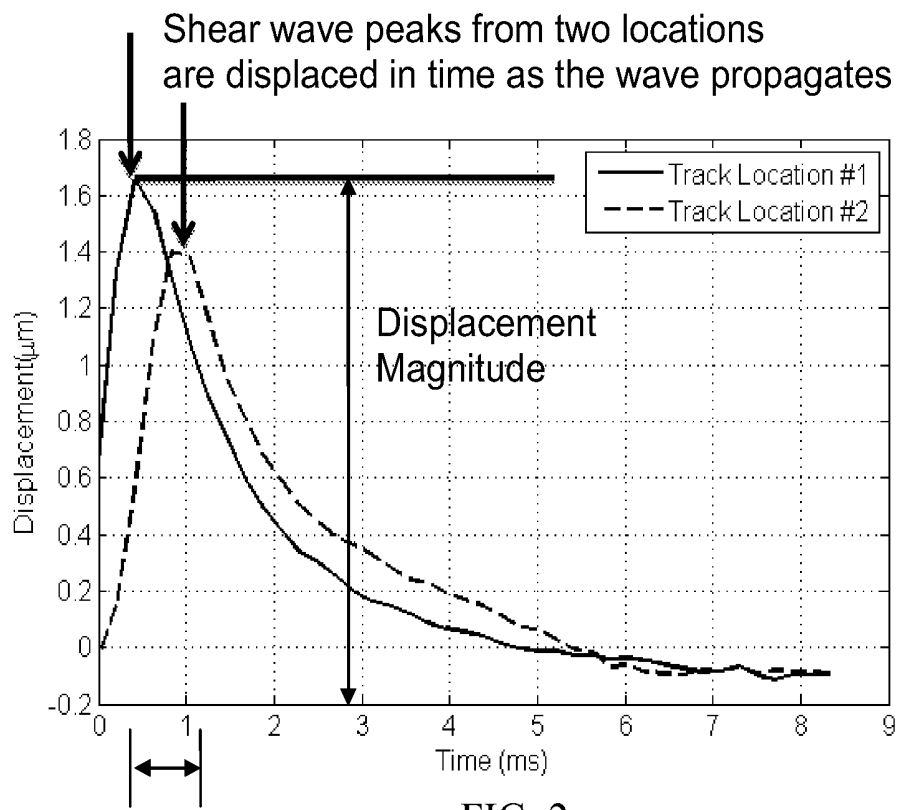 Shear wave peaks from two locations
are displaced in time as the wave propagates
1.8
1.6
1.4
1.2
1
0.8
0.6
0.4
0.2
0
-0.2
Displacement(μm)
Track Location #1
Track Location #2
Displacement
Magnitude
0 1 2 3 4 5 6 7 8 9
Time (ms)